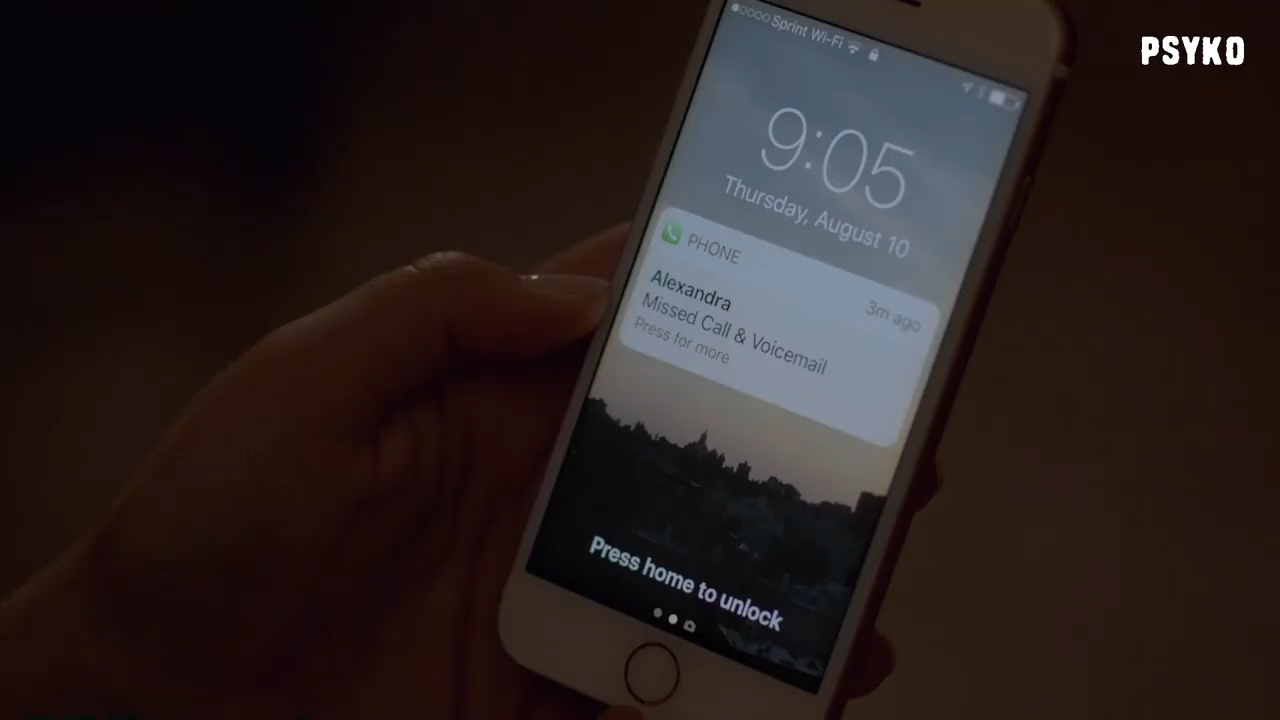 PSYKO
Sprint Wi-Fi
9:05
Thursday, August 10
PHONE
3m ago
Alexandra
Missed Call & Voicemail
Press for more
Press home to unlock